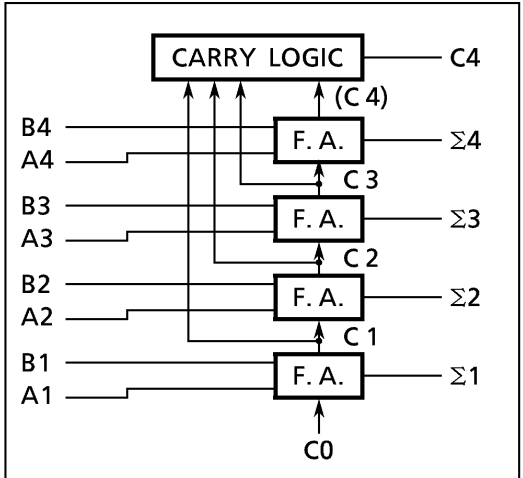 CARRY LOGIC C4
(C 4)
B4
F. A. Σ4
A4
C 3
B3
F. A. Σ3
A3
C 2
B2
F. A. Σ2
A2
C 1
B1
F. A. Σ1
A1
C0